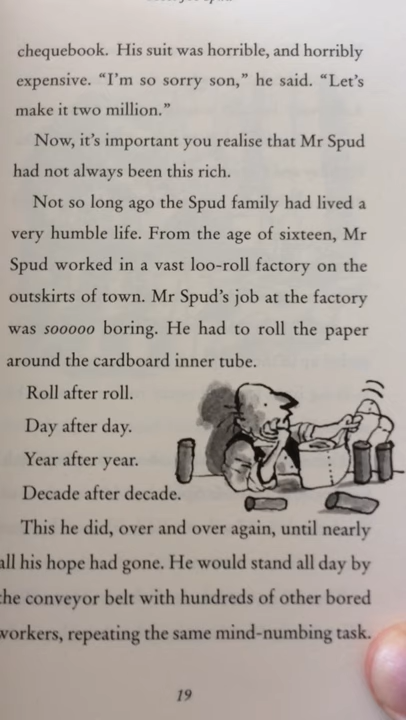 chequebook. His suit was horrible, and horribly
expensive. “I’m so sorry son,” he said. “Let’s
make it two million.”
Now, it’s important you realise that Mr Spud
had not always been this rich.
Not so long ago the Spud family had lived a
very humble life. From the age of sixteen, Mr
Spud worked in a vast loo-roll factory on the
outskirts of town. Mr Spud’s job at the factory
was sooooo boring. He had to roll the paper
around the cardboard inner tube.
Roll after roll.
Day after day.
Year after year.
Decade after decade.
This he did, over and over again, until nearly
all his hope had gone. He would stand all day by
the conveyor belt with hundreds of other bored
workers, repeating the same mind-numbing task.
19